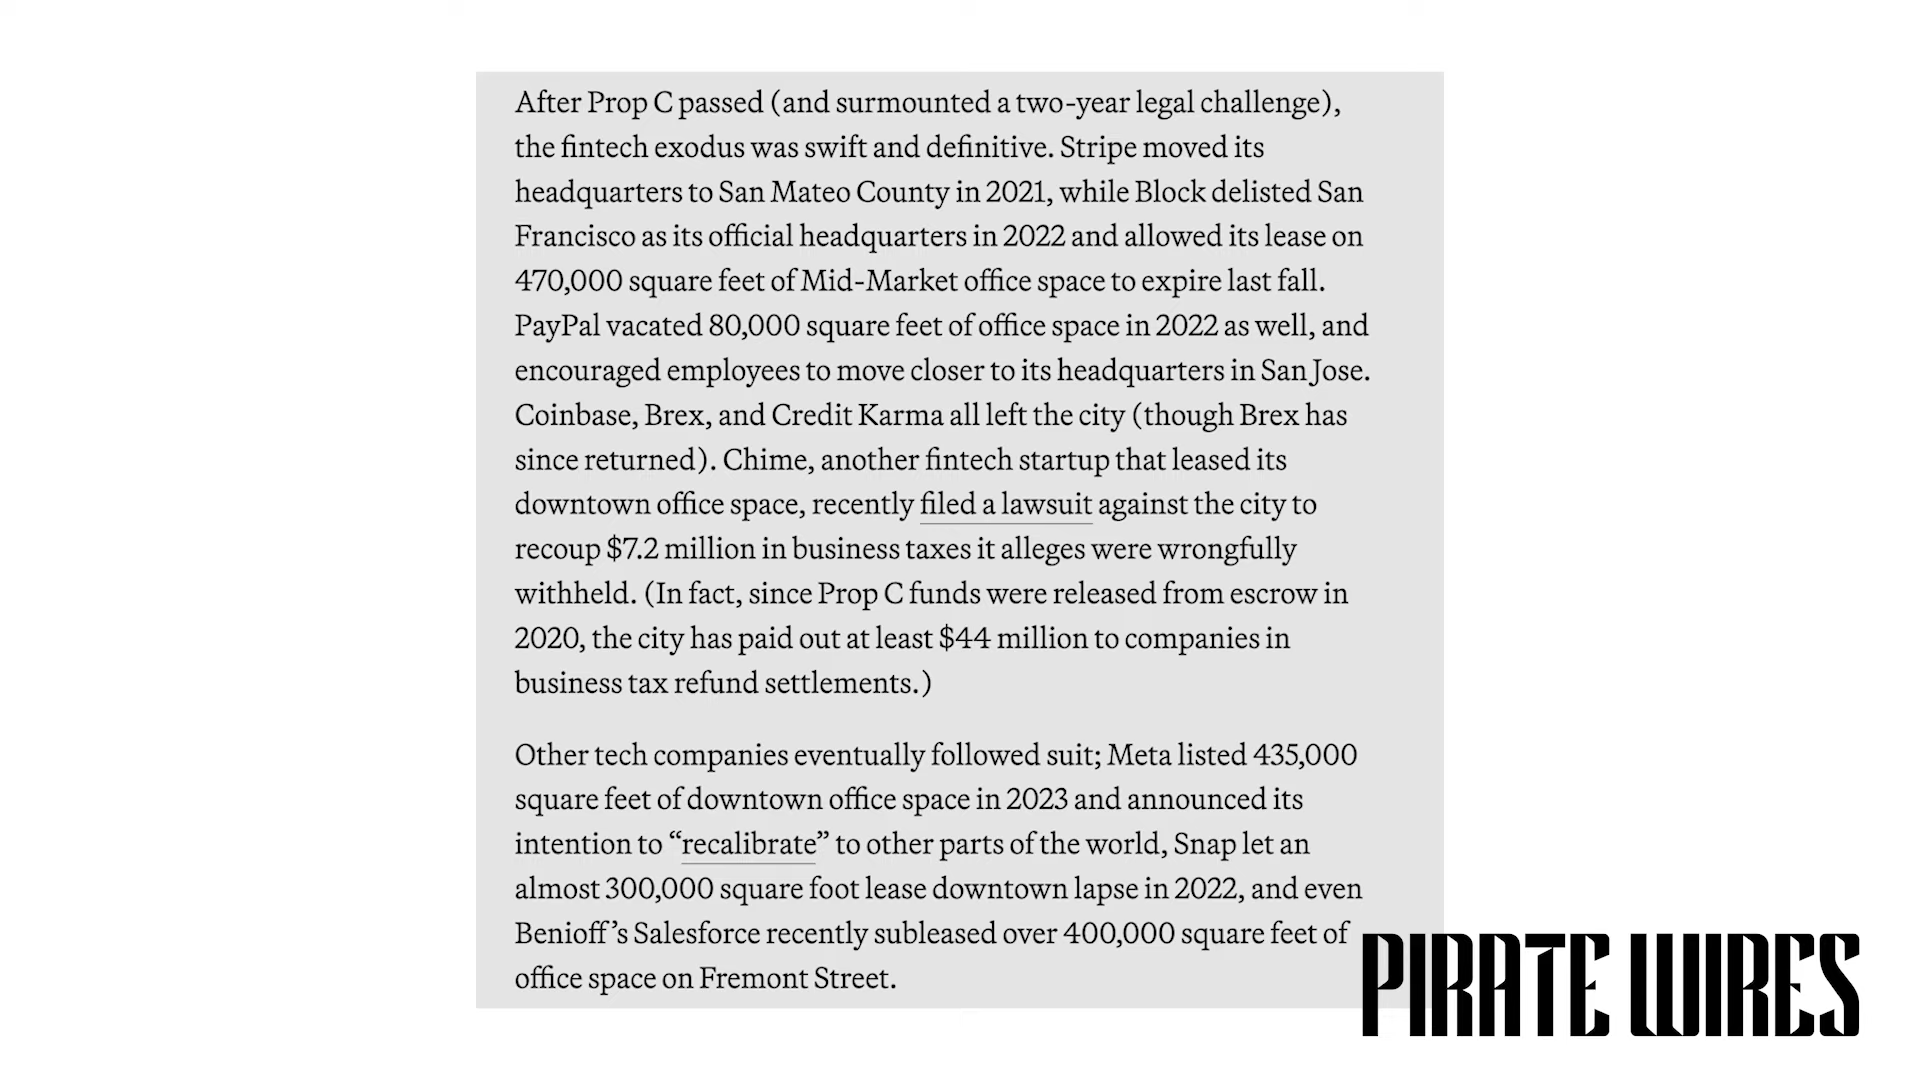 After Prop C passed (and surmounted a two-year legal challenge),
the fintech exodus was swift and definitive. Stripe moved its
headquarters to San Mateo County in 2021, while Block delisted San
Francisco as its official headquarters in 2022 and allowed its lease on
470,000 square feet of Mid-Market office space to expire last fall.
PayPal vacated 80,000 square feet of office space in 2022 as well, and
encouraged employees to move closer to its headquarters in San Jose.
Coinbase, Brex, and Credit Karma all left the city (though Brex has
since returned). Chime, another fintech startup that leased its
downtown office space, recently filed a lawsuit against the city to
recoup $7.2 million in business taxes it alleges were wrongfully
withheld. (In fact, since Prop C funds were released from escrow in
2020, the city has paid out at least $44 million to companies in
business tax refund settlements.)
Other tech companies eventually followed suit; Meta listed 435,000
square feet of downtown office space in 2023 and announced its
intention to “recalibrate” to other parts of the world, Snap let an
almost 300,000 square foot lease downtown lapse in 2022, and even
Benioff’s Salesforce recently subleased over 400,000 square feet of
office space on Fremont Street.
PIRATE WIRES